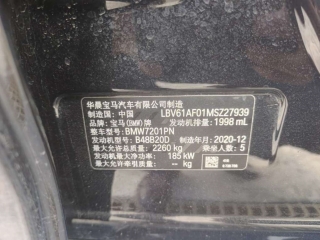 华晨宝马汽车有限公司制造
制造国：中国 LBV61AF01MSZ27939
品牌：宝马(BMW)牌 发动机排量：1998 mL
整车型号：BMW7201PN
发动机型号：B48B20D 制造年月：2020-12
最大允许总质量：2260 kg 乘坐人数：5
发动机最大净功率：185 kW
最大允许牵引质量：-- kg